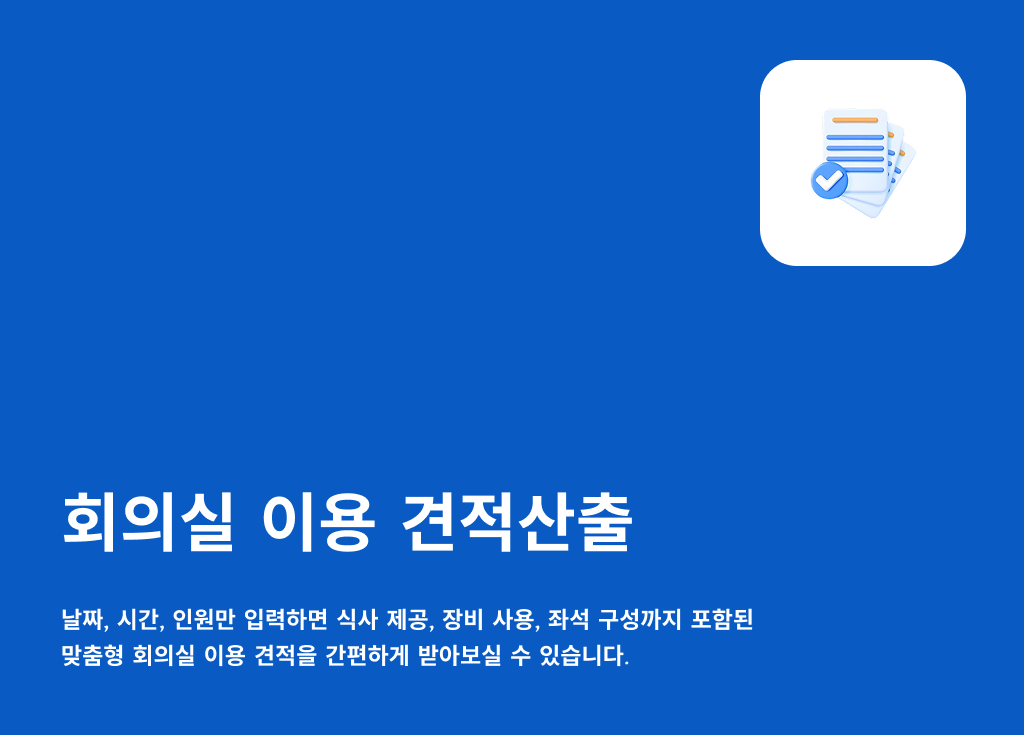 회의실 이용 견적산출
날짜, 시간, 인원만 입력하면 식사 제공, 장비 사용, 좌석 구성까지 포함된
맞춤형 회의실 이용 견적을 간편하게 받아보실 수 있습니다.